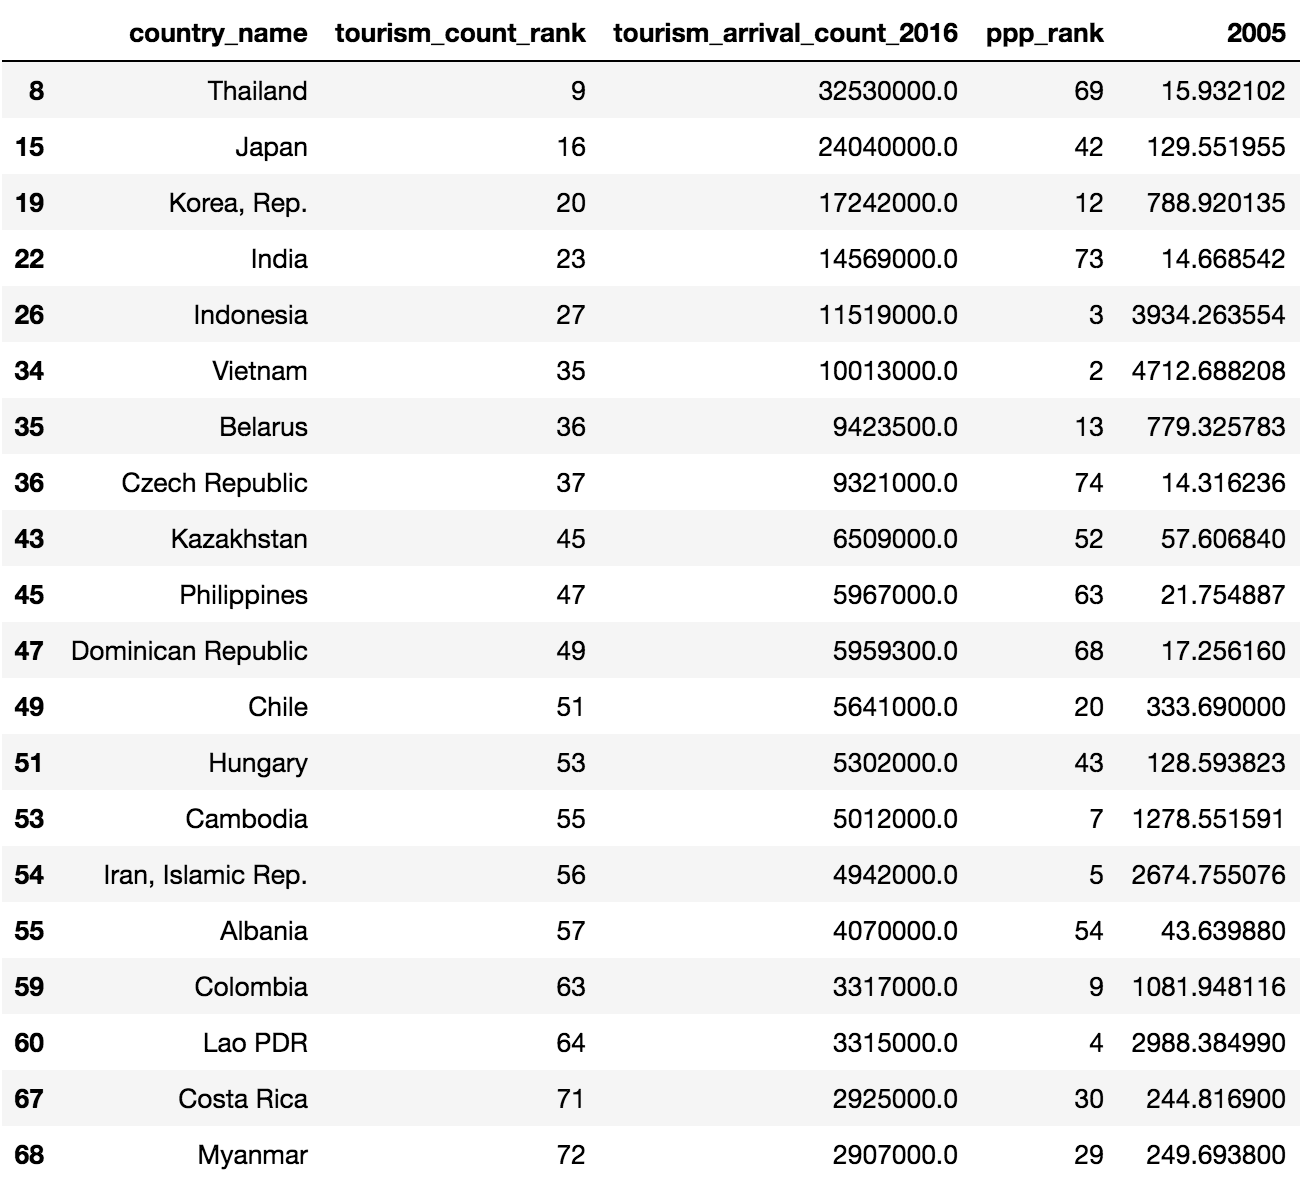 country_name tourism_count_rank tourism_arrival_count_2016 ppp_rank 2005
8 Thailand 9 32530000.0 69 15.932102
15 Japan 16 24040000.0 42 129.551955
19 Korea, Rep. 20 17242000.0 12 788.920135
22 India 23 14569000.0 73 14.668542
26 Indonesia 27 11519000.0 3 3934.263554
34 Vietnam 35 10013000.0 2 4712.688208
35 Belarus 36 9423500.0 13 779.325783
36 Czech Republic 37 9321000.0 74 14.316236
43 Kazakhstan 45 6509000.0 52 57.606840
45 Philippines 47 5967000.0 63 21.754887
47 Dominican Republic 49 5959300.0 68 17.256160
49 Chile 51 5641000.0 20 333.690000
51 Hungary 53 5302000.0 43 128.593823
53 Cambodia 55 5012000.0 7 1278.551591
54 Iran, Islamic Rep. 56 4942000.0 5 2674.755076
55 Albania 57 4070000.0 54 43.639880
59 Colombia 63 3317000.0 9 1081.948116
60 Lao PDR 64 3315000.0 4 2988.384990
67 Costa Rica 71 2925000.0 30 244.816900
68 Myanmar 72 2907000.0 29 249.693800